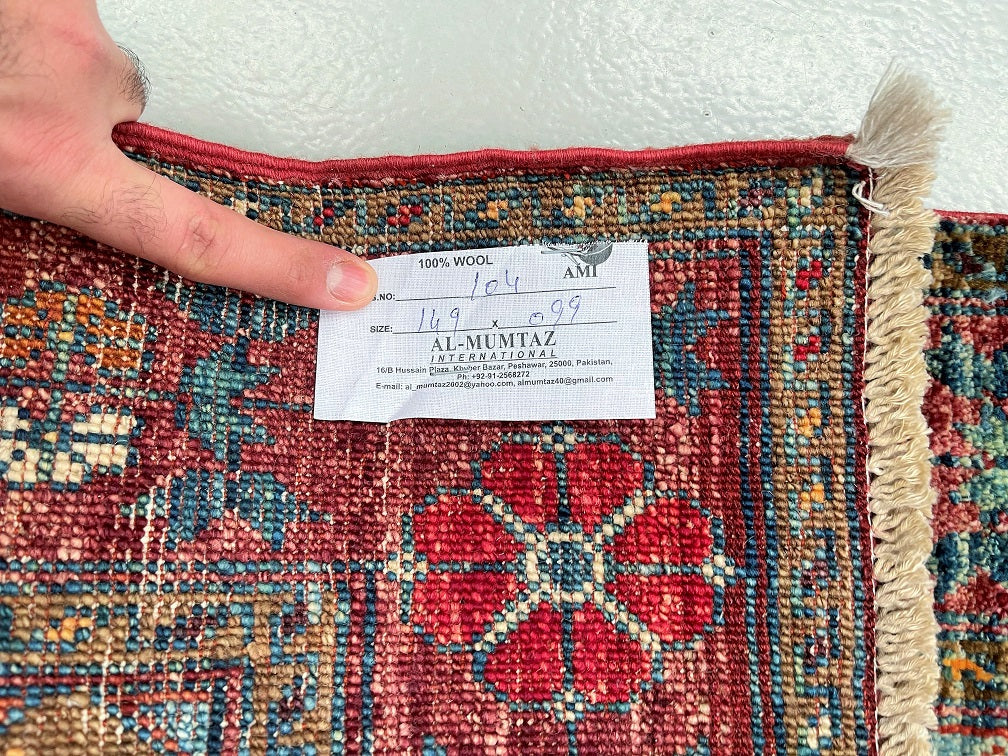 100% WOOL
AMI
S.NO: 104
SIZE: 149 x 099
AL-MUMTAZ
INTERNATIONAL
16/B Hussain Plaza, Khyber Bazar, Peshawar, 25000, Pakistan,
Ph: +92-91-2568272
E-mail: al_mumtaz2002@yahoo.com, almumtaz40@gmail.com